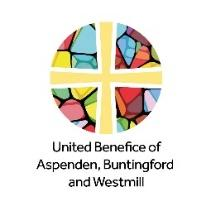 United Benefice of
Aspenden, Buntingford
and Westmill